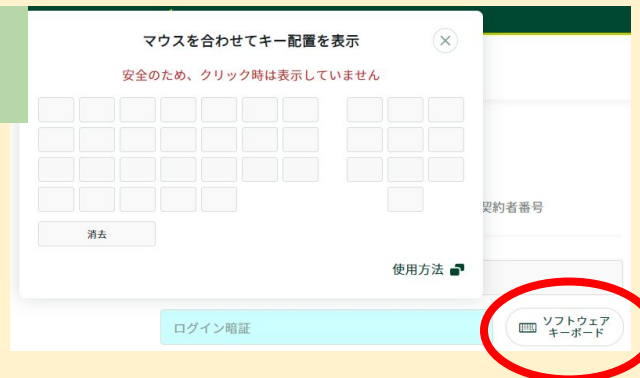 マウスを合わせてキー配置を表示
安全のため、クリック時は表示していません
契約者番号
消去
使用方法
ログイン暗証
ソフトウェア
キーボード